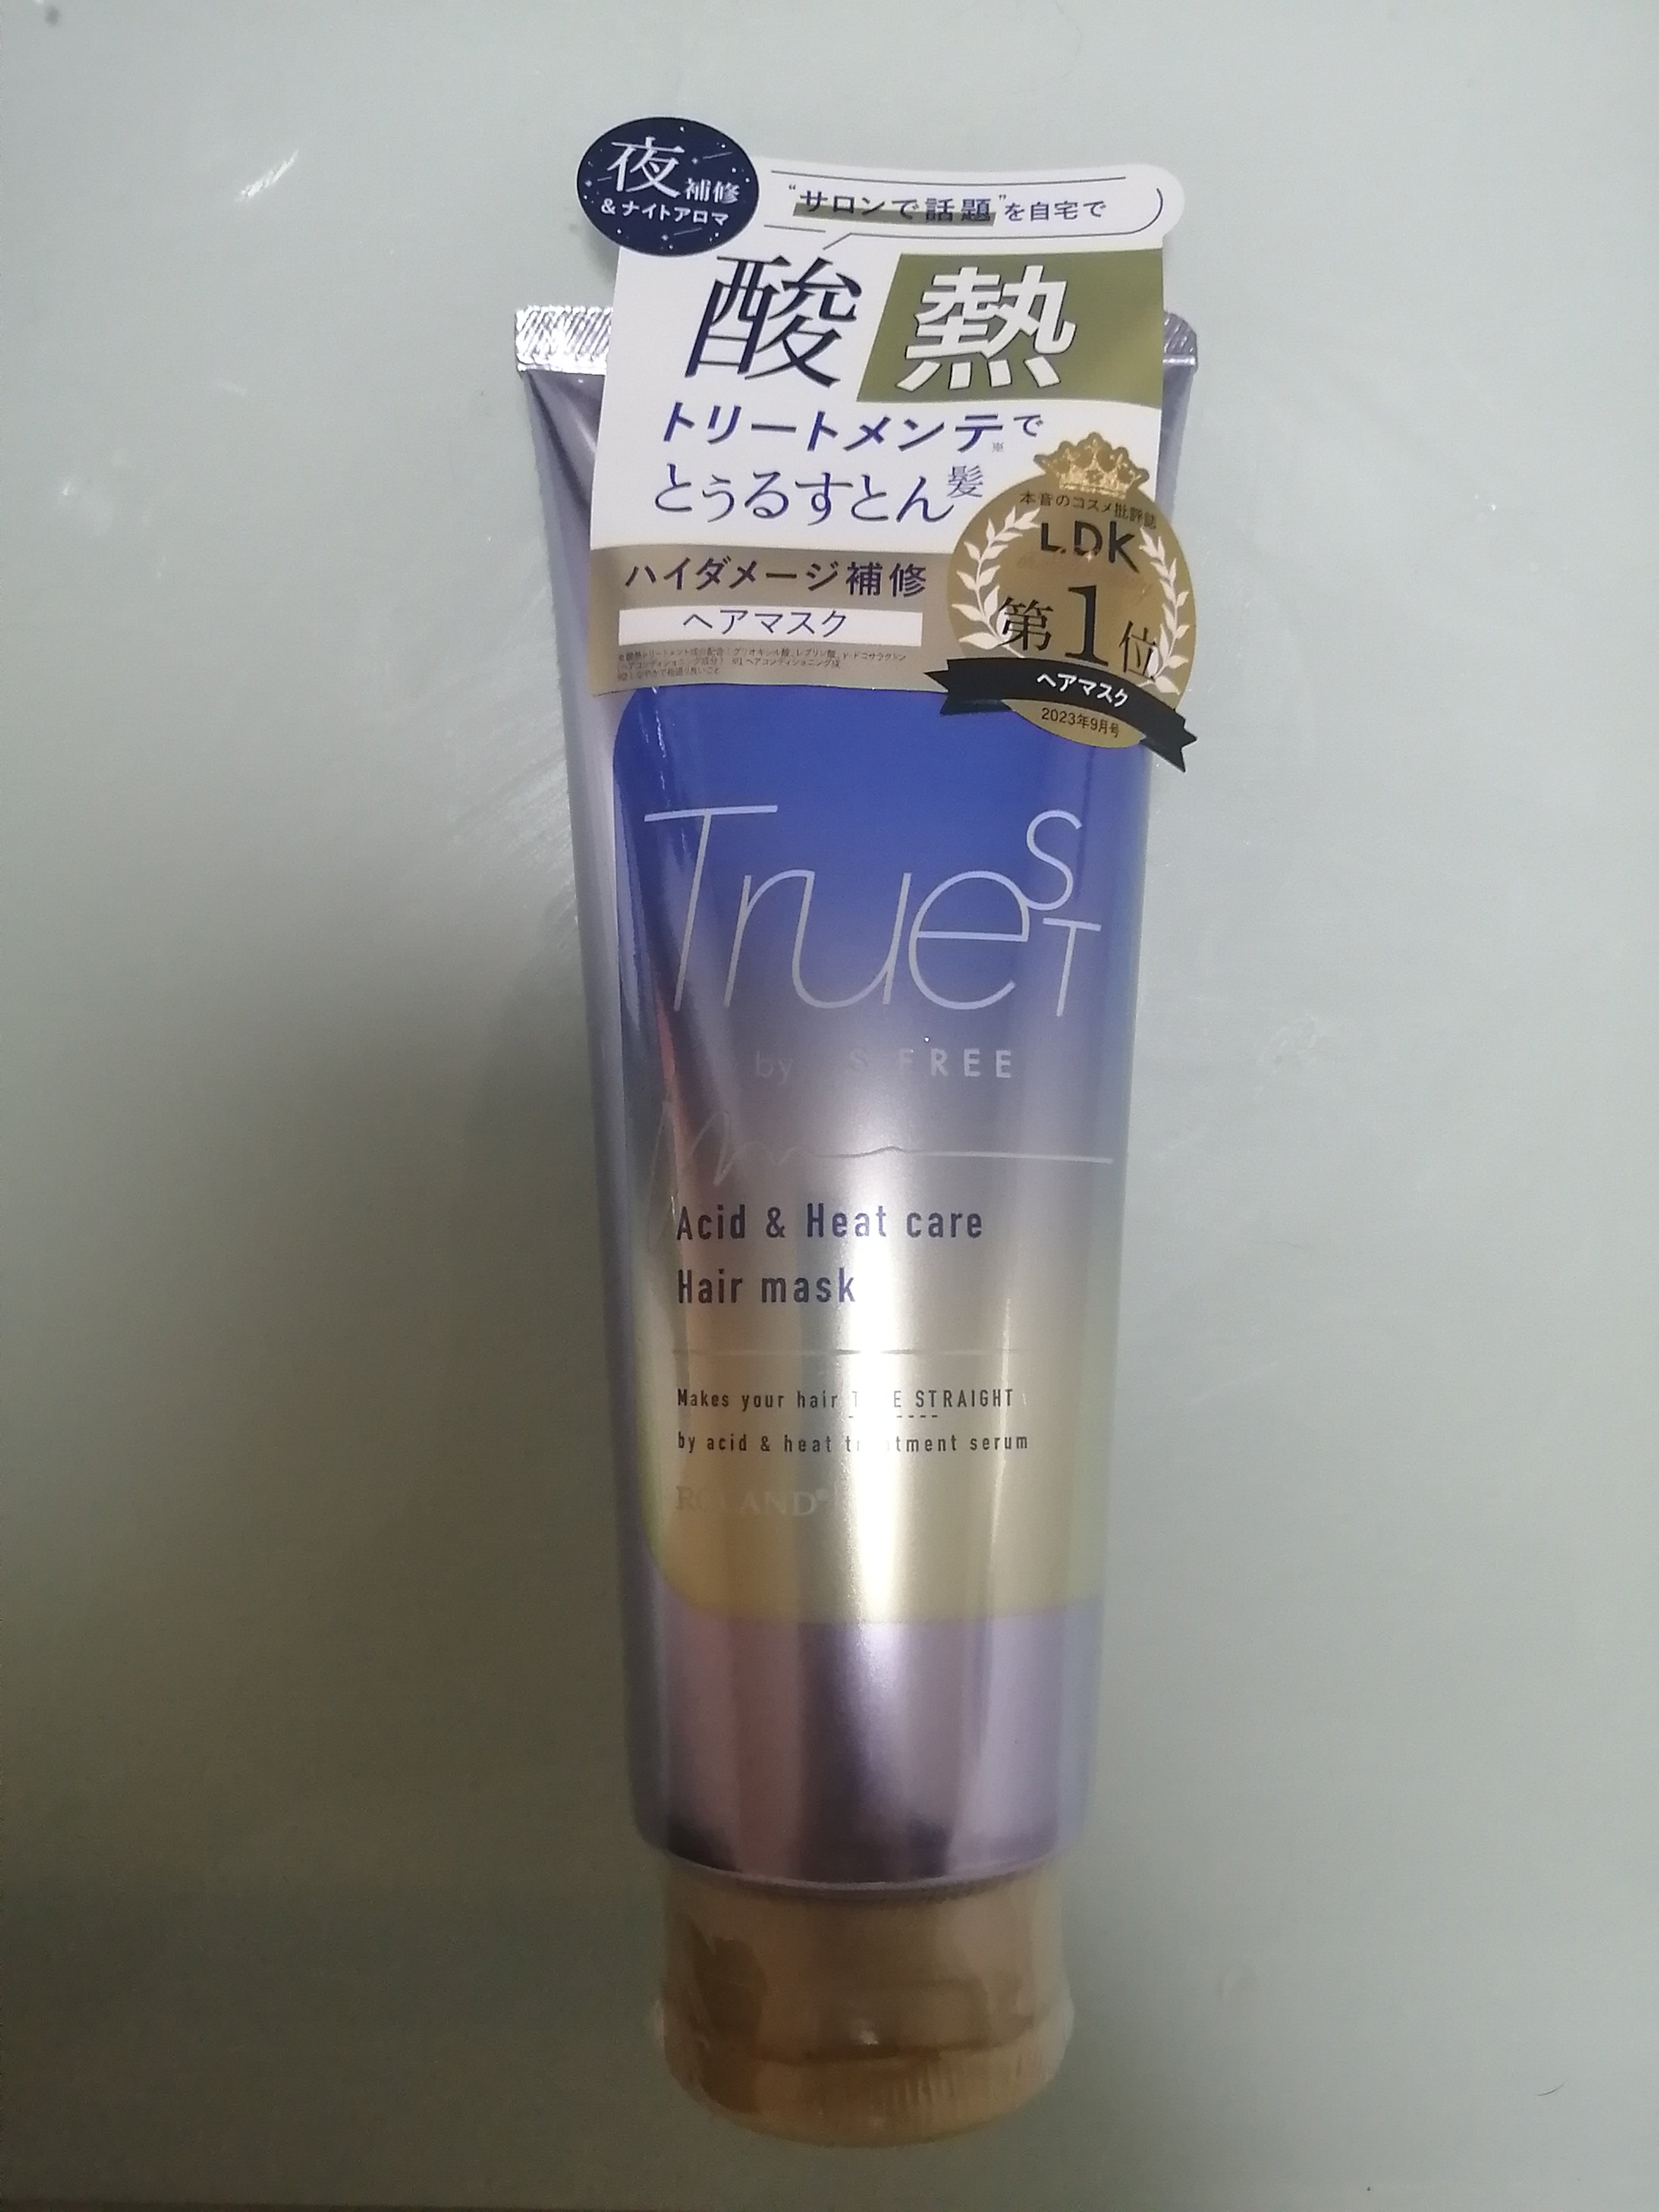 夜補修
&ナイトアロマ
"サロンで話題"を自宅で
酸熱
トリートメンテ※で
とぅるすとん髪
ハイダメージ補修
ヘアマスク
本音のコスメ批評誌
LDK
第1位
ヘアマスク
2023年9月号
TrueST
by S FREE
Acid & Heat care
Hair mask
Makes your hair STRAIGHT
by acid & heat treatment serum
ROLAND